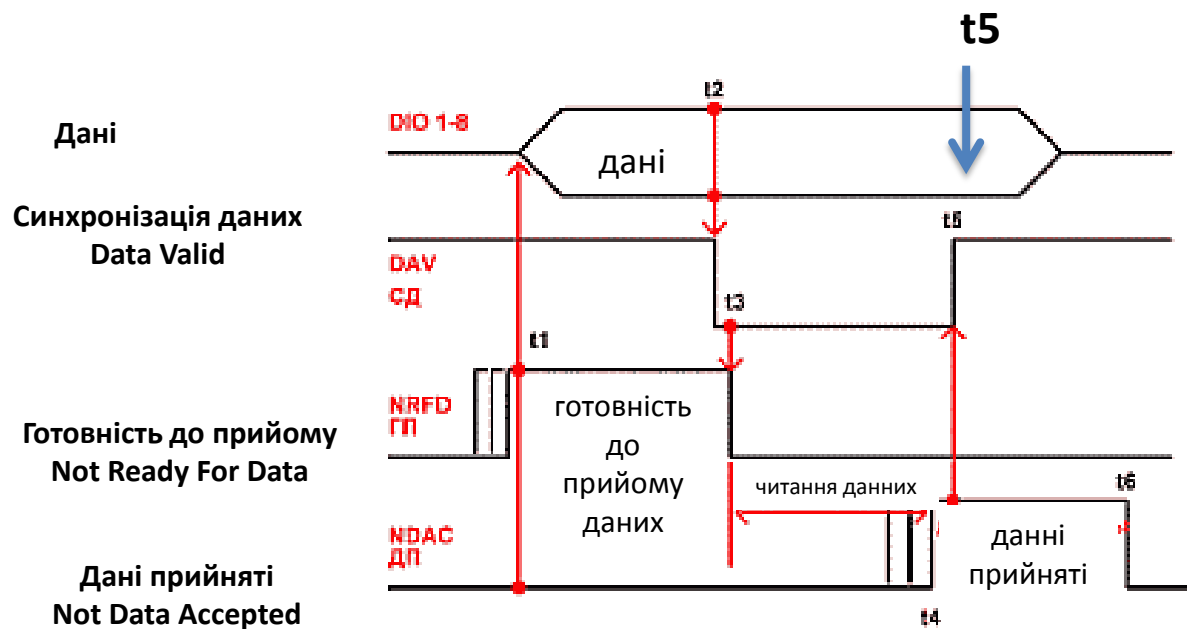 t5
t2
Дані
DIO 1-8
дані
Синхронізація даних
Data Valid
t5
DAV
СД
t3
t1
Готовність до прийому
Not Ready For Data
NRFD
ГП
готовність
до
прийому
даних
читання данних
t6
NDAC
ДП
данні
прийняті
Дані прийняті
Not Data Accepted
t4